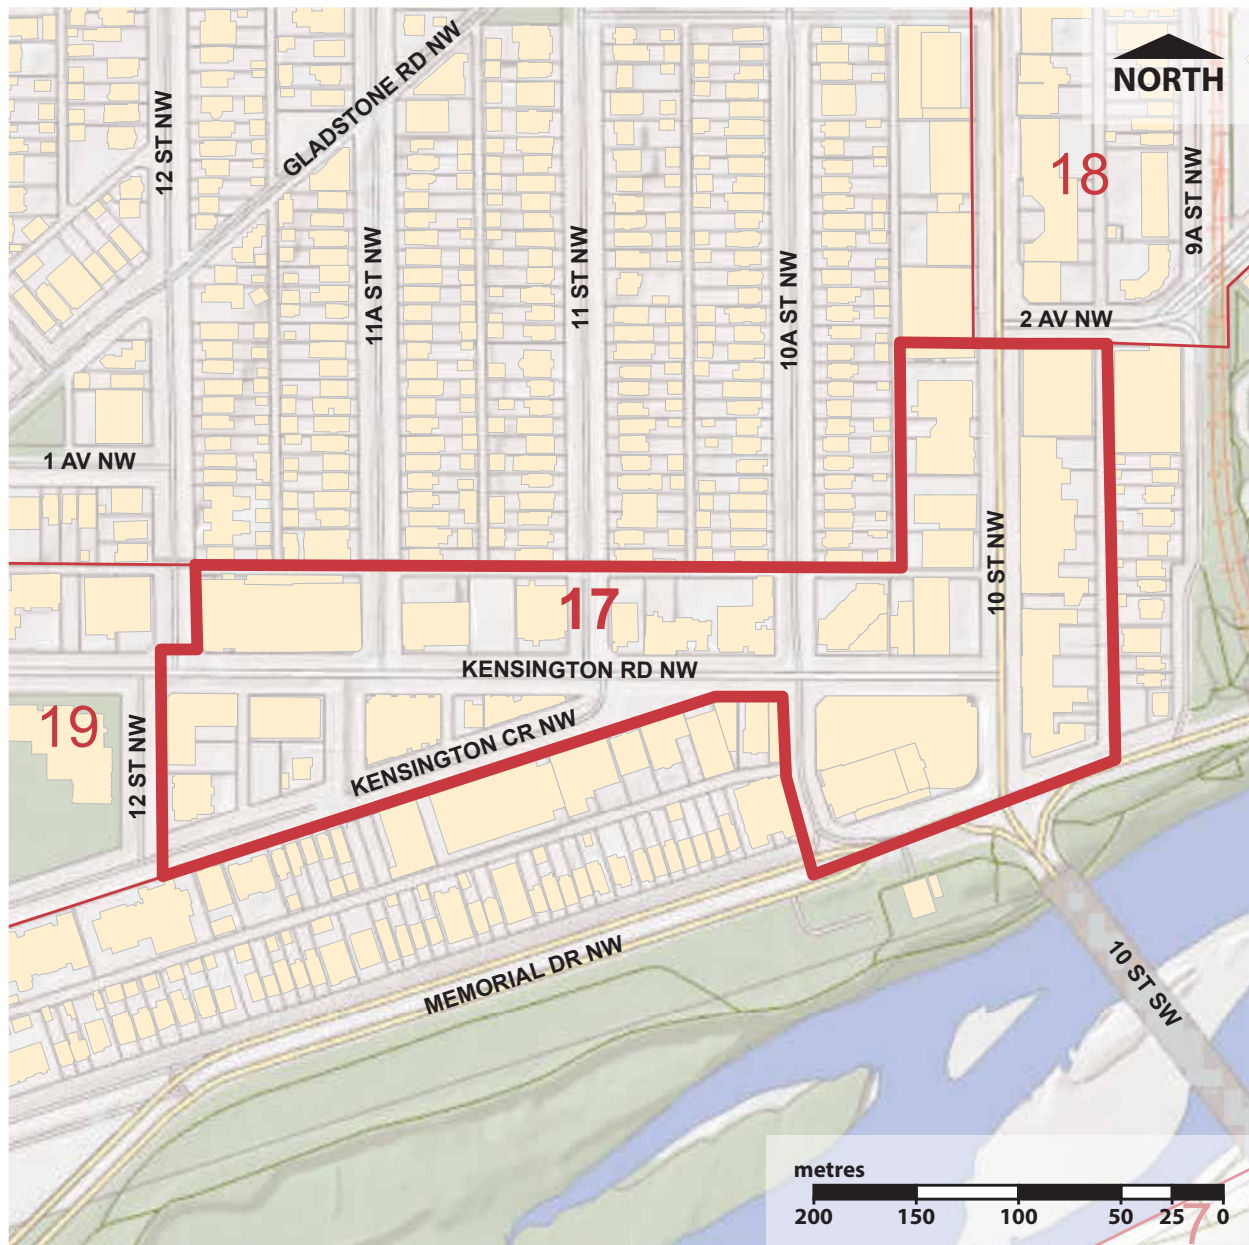 GLADSTONE RD NW
NORTH
12 ST NW
18
9A ST NW
11A ST NW
11 ST NW
10A ST NW
2 AV NW
1 AV NW
10 ST NW
17
KENSINGTON RD NW
19
12 ST NW
KENSINGTON CR NW
MEMORIAL DR NW
10 ST SW
metres
200 150 100 50 25 0
7